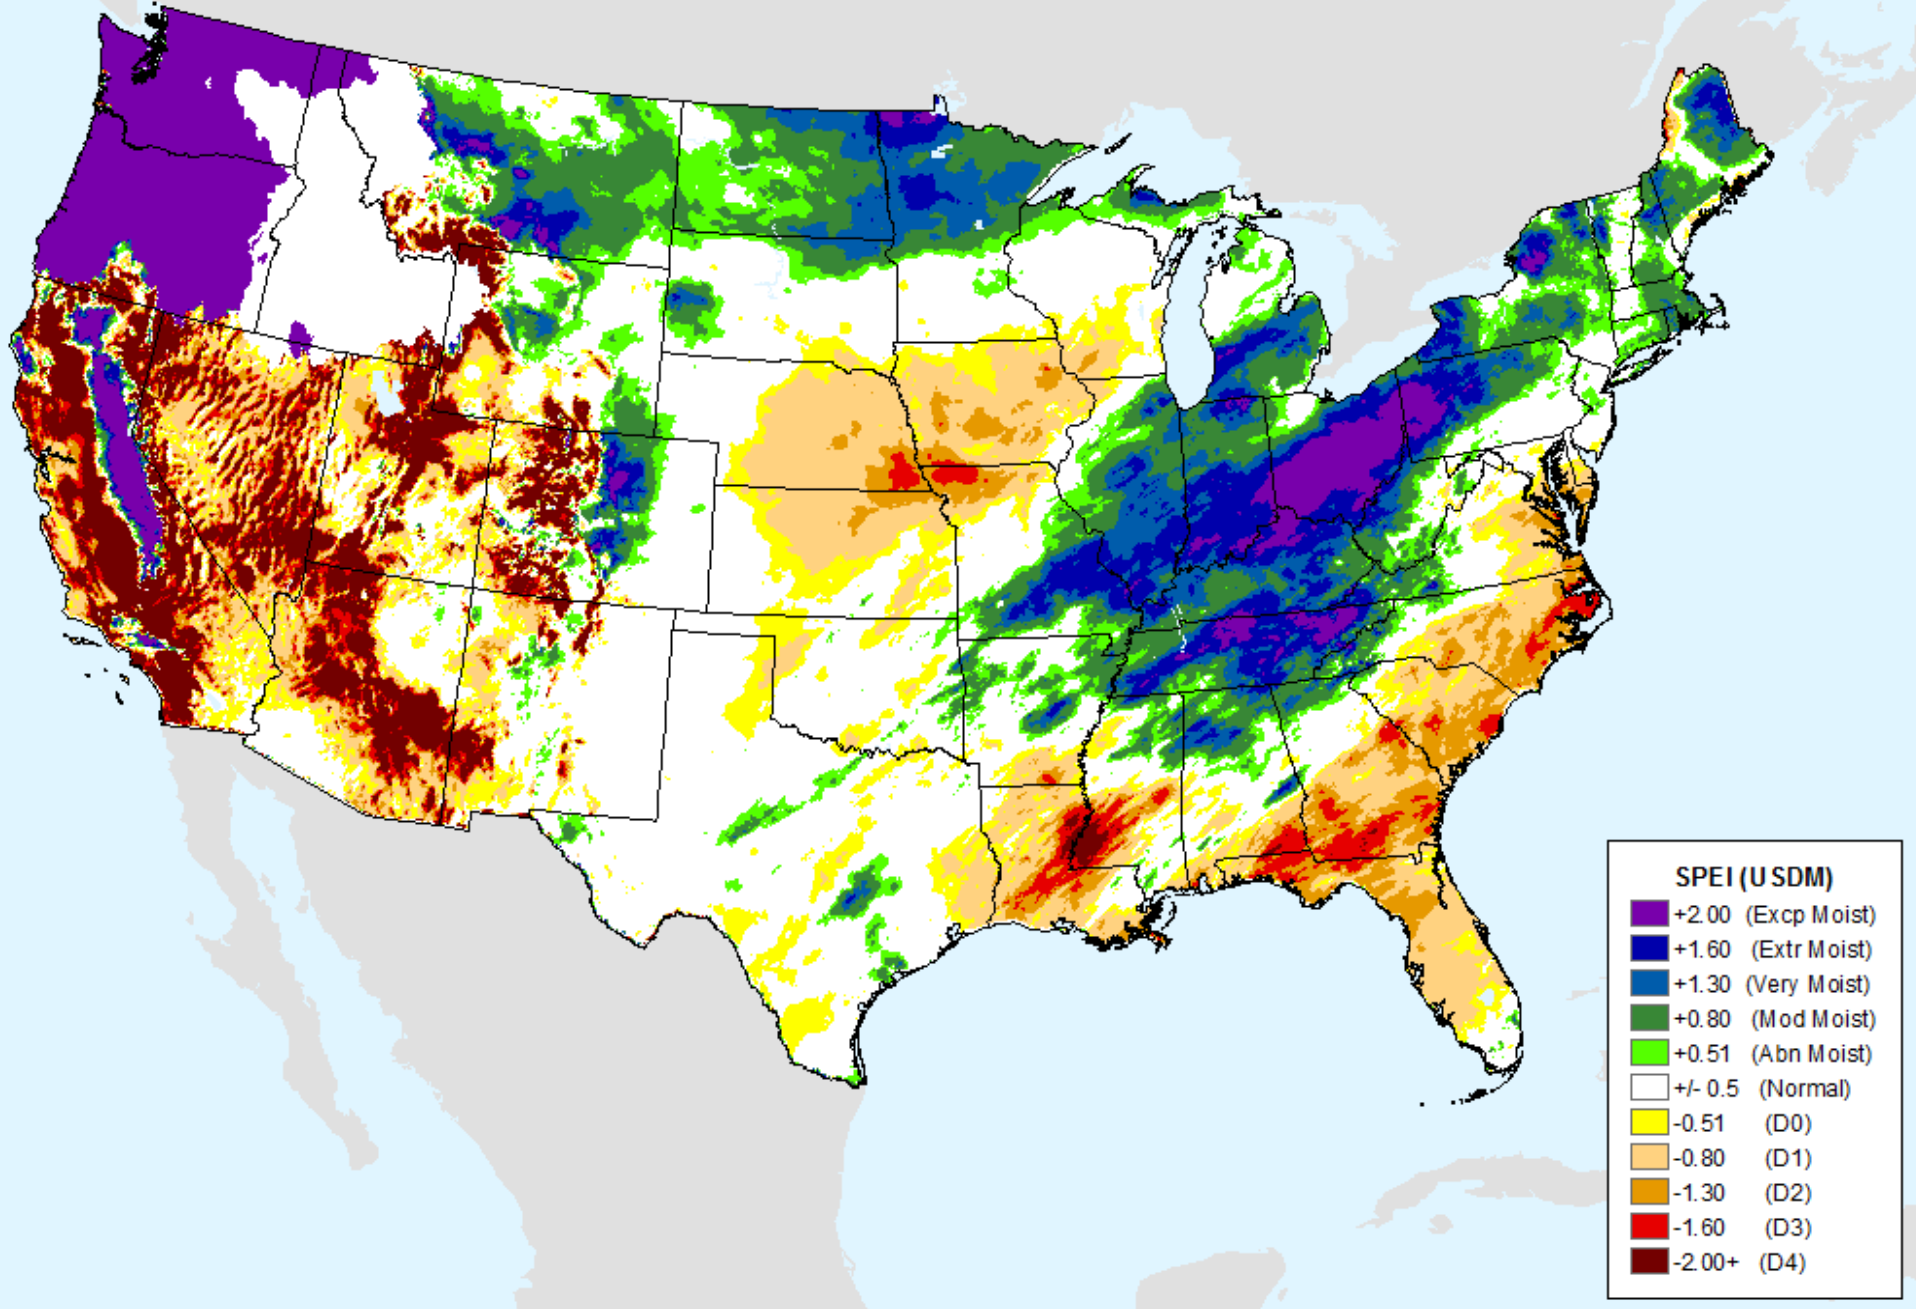 SPEI (USDM)
+2.00 (Excp Moist)
+1.60 (Extr Moist)
+1.30 (Very Moist)
+0.80 (Mod Moist)
+0.51 (Abn Moist)
+/- 0.5 (Normal)
-0.51 (D0)
-0.80 (D1)
-1.30 (D2)
-1.60 (D3)
-2.00+ (D4)